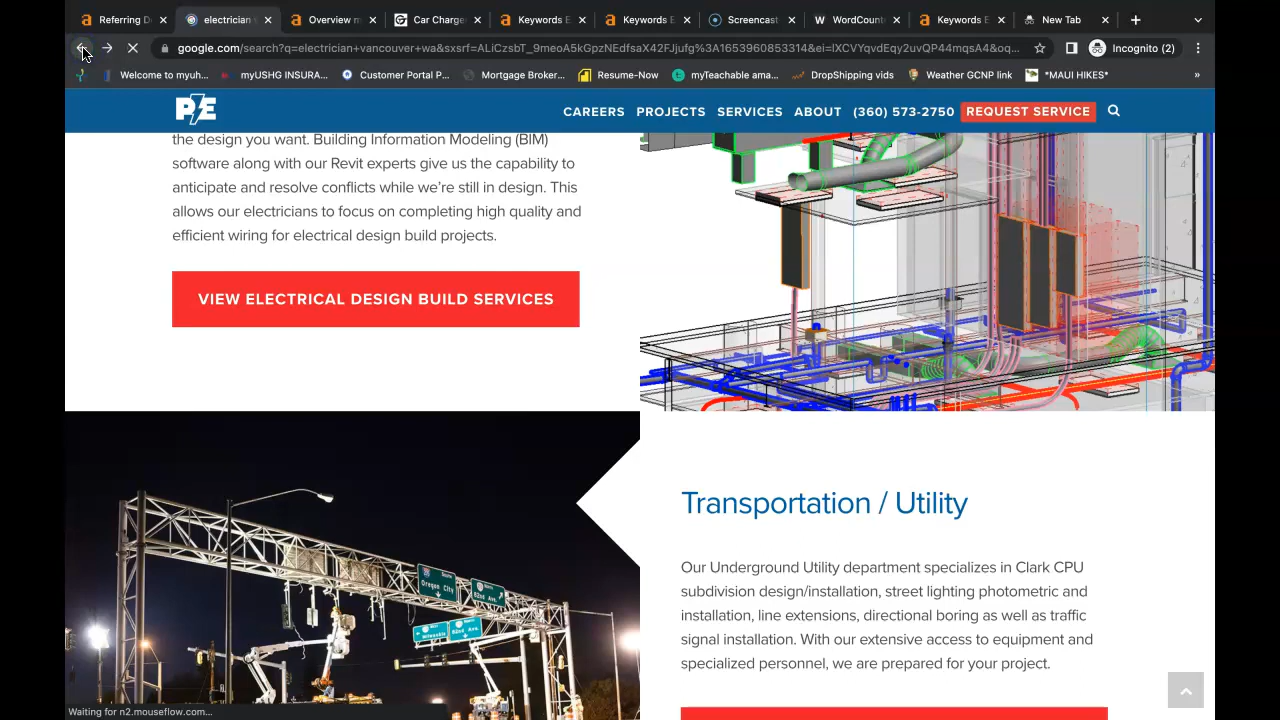 Referring D
electrician
Overview m
Car Charge
Keywords E
Keywords E
Screencast
WordCount
Keywords E
New Tab
google.com/search?q=electrician+vancouver+wa&sxsrf=ALiCzsbT_9meoA5kGpzNEdfsaX42FJjufg%3A1653960853314&ei=lXCVYqvdEqy2uvQP44mqsA4&oq...
Incognito (2)
Welcome to myuh...
myUSHG INSURA...
Customer Portal P...
Mortgage Broker...
Resume-Now
myTeachable ama...
DropShipping vids
Weather GCNP link
*MAUI HIKES*
»
P/E
CAREERS PROJECTS SERVICES ABOUT (360) 573-2750 REQUEST SERVICE
the design you want. Building Information Modeling (BIM)
software along with our Revit experts give us the capability to
anticipate and resolve conflicts while we're still in design. This
allows our electricians to focus on completing high quality and
efficient wiring for electrical design build projects.
VIEW ELECTRICAL DESIGN BUILD SERVICES
Oregon City
82nd Ave.
Milwaukie
82nd Ave.
Transportation / Utility
Our Underground Utility department specializes in Clark CPU
subdivision design/installation, street lighting photometric and
installation, line extensions, directional boring as well as traffic
signal installation. With our extensive access to equipment and
specialized personnel, we are prepared for your project.
Waiting for n2.mouseflow.com...